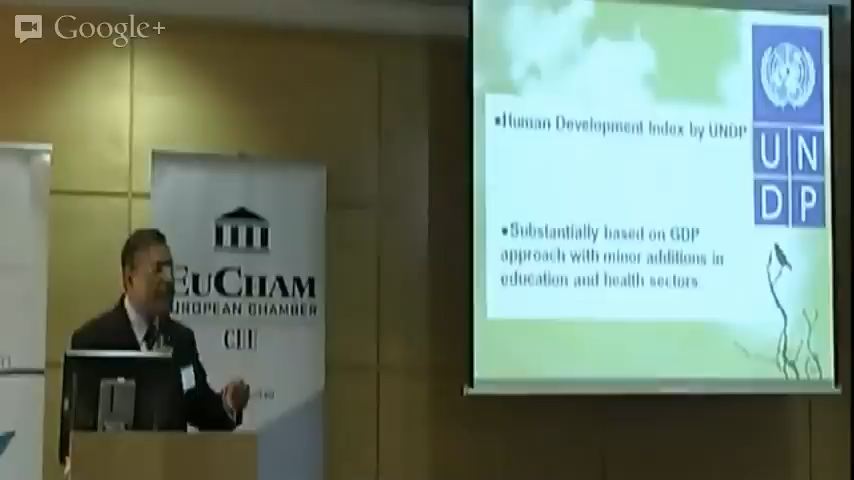 Google+
•Human Development Index by UNDP
U N
D P
•Substantially based on GDP
approach with minor additions in
education and health sectors
EUCHAM
EUROPEAN CHAMBER